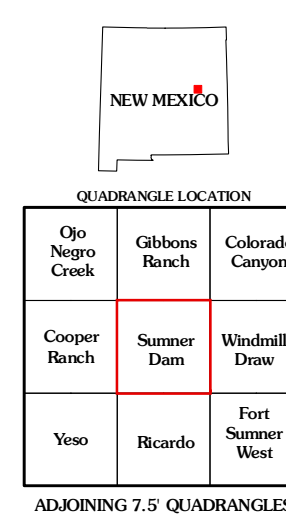 NEW MEXICO
QUADRANGLE LOCATION
Ojo
Negro
Creek
Gibbons
Ranch
Colorado
Canyon
Cooper
Ranch
Sumner
Dam
Windmill
Draw
Yeso
Ricardo
Fort
Sumner
West
ADJOINING 7.5' QUADRANGLES